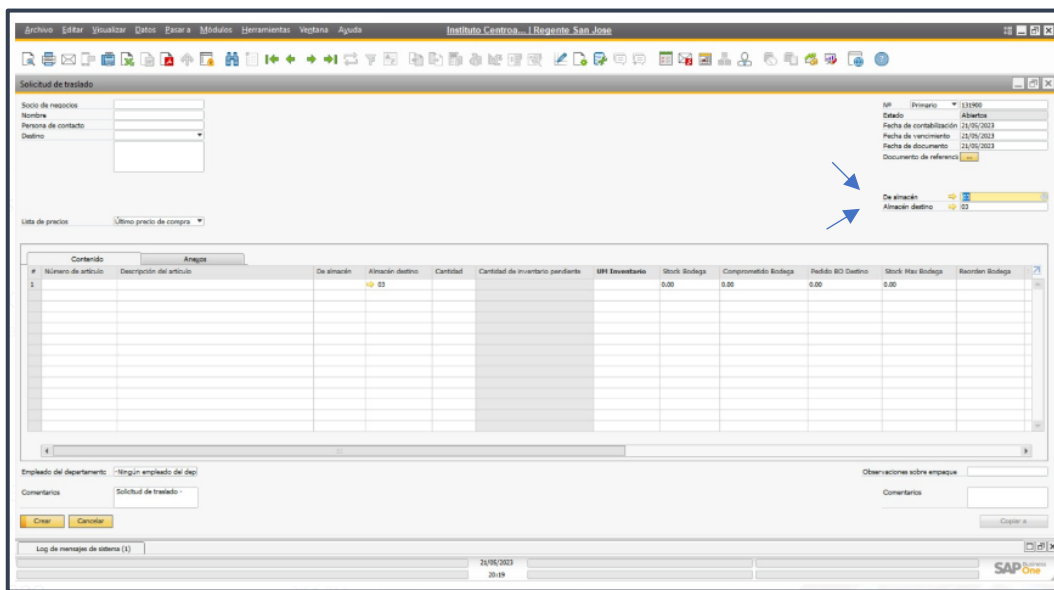 Archivo Editar Visualizar Datos Pasar a Módulos Herramientas Ventana Ayuda Instituto Centroa... | Regente San Jose
Solicitud de traslado
Socio de negocios Nº Primario 131900
Nombre Estado Abiertos
Persona de contacto Fecha de contabilización 21/05/2023
Destino Fecha de vencimiento 21/05/2023
Fecha de documento 21/05/2023
Documento de referenci ...
De almacén 03
Almacén destino 03
Lista de precios Último precio de compra
Contenido Anexos
# Número de artículo Descripción del artículo De almacén Almacén destino Cantidad Cantidad de inventario pendiente UM Inventario Stock Bodega Comprometido Bodega Pedido BO Destino Stock Max Bodega Reorden Bodega
1 03 0.00 0.00 0.00 0.00
Empleado del departamento -Ningún empleado del dep Observaciones sobre empaque
Comentarios Solicitud de traslado - Comentarios
Crear Cancelar Copiar a
Log de mensajes de sistema (1)
21/05/2023
20:19
SAP Business One